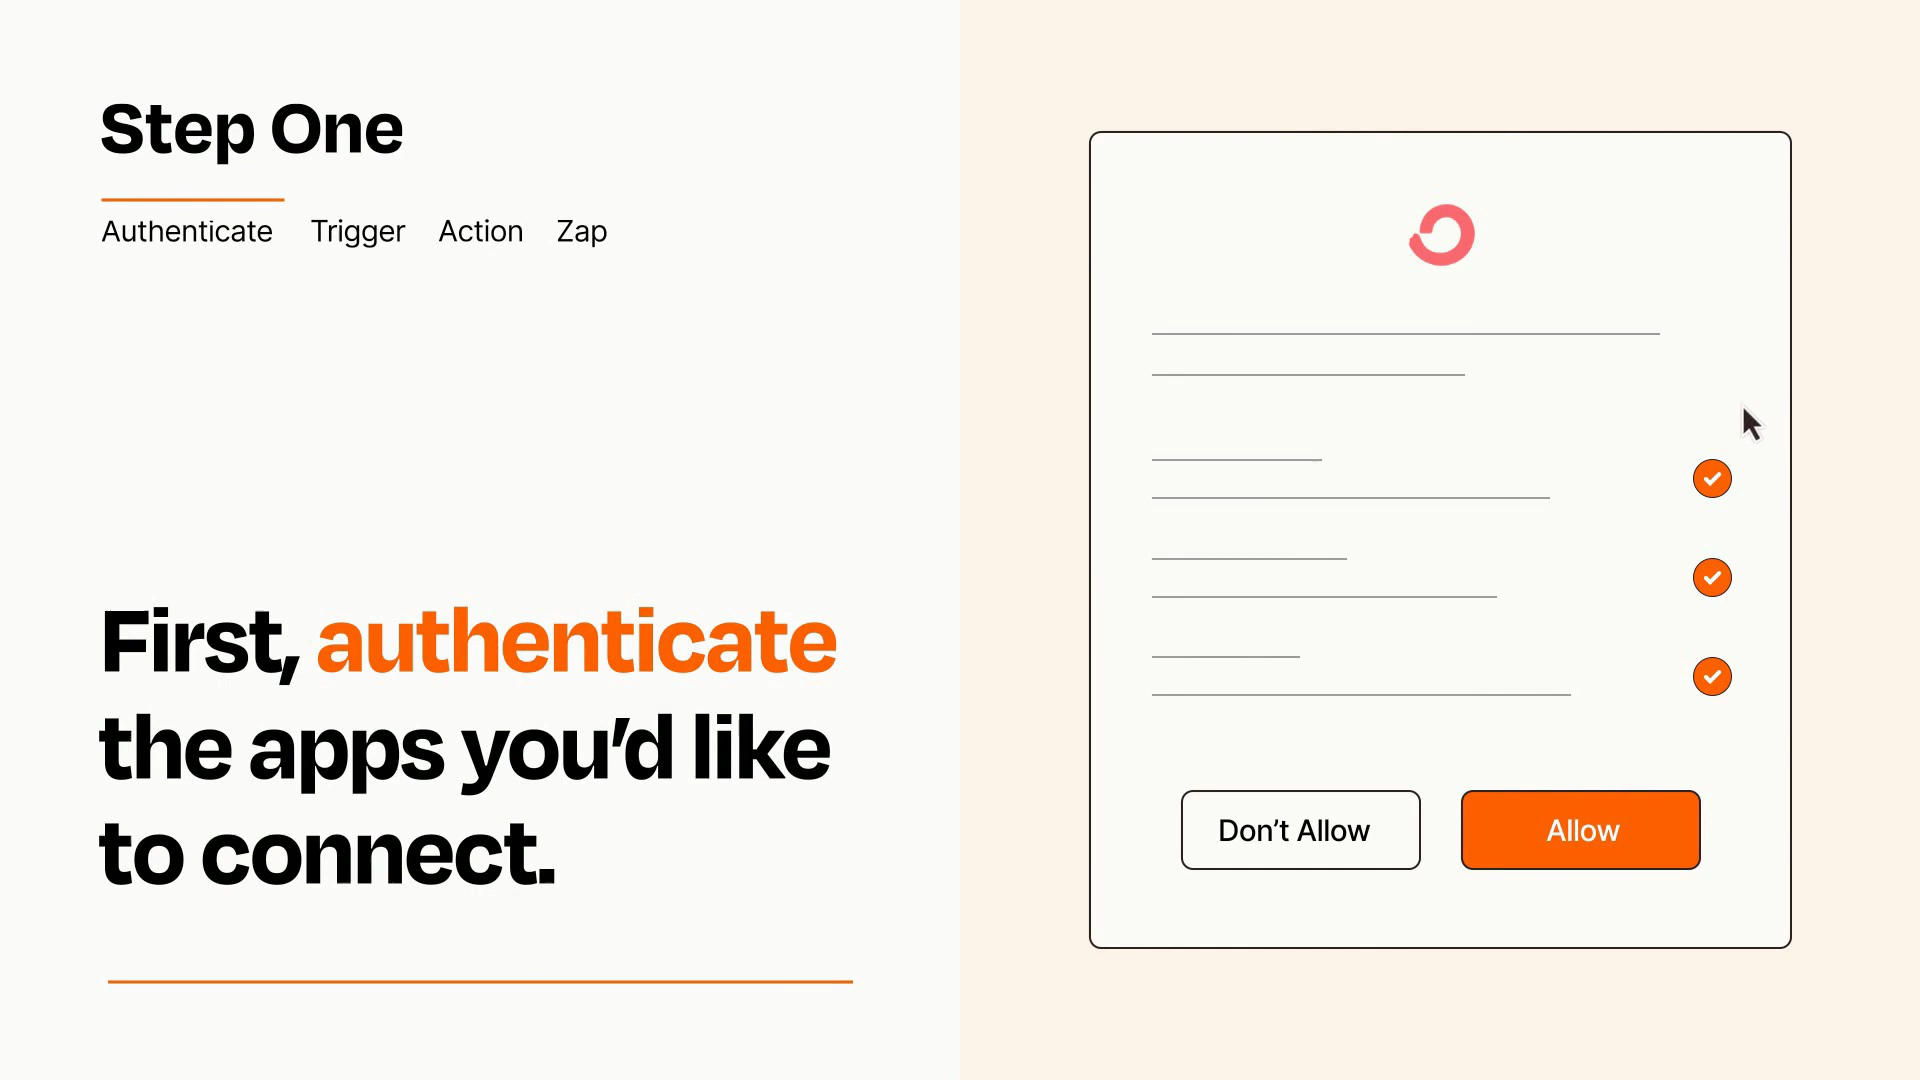 Step One
Authenticate Trigger Action Zap
First, authenticate
the apps you’d like
to connect.
Don’t Allow
Allow